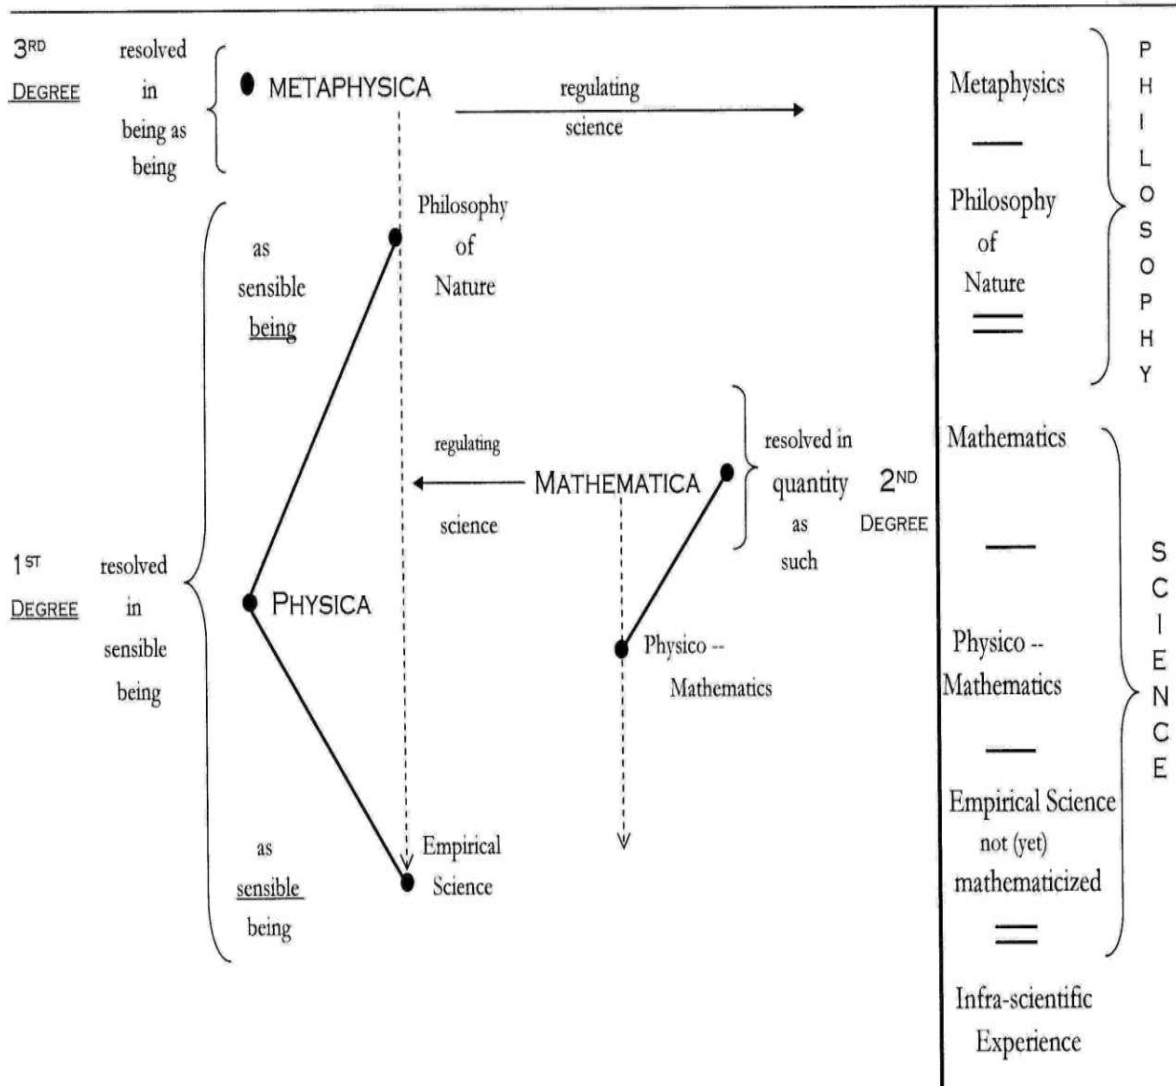 3RD
DEGREE
resolved
in
being as
being
METAPHYSICA
regulating
science
as
sensible
being
Philosophy
of
Nature
regulating
science
MATHEMATICA
resolved in
quantity
as
such
2ND
DEGREE
1ST
DEGREE
resolved
in
sensible
being
PHYSICA
Physico --
Mathematics
as
sensible
being
Empirical
Science
Metaphysics
Philosophy
of
Nature
PHILOSOPHY
Mathematics
Physico --
Mathematics
Empirical Science
not (yet)
mathematicized
SCIENCE
Infra-scientific
Experience